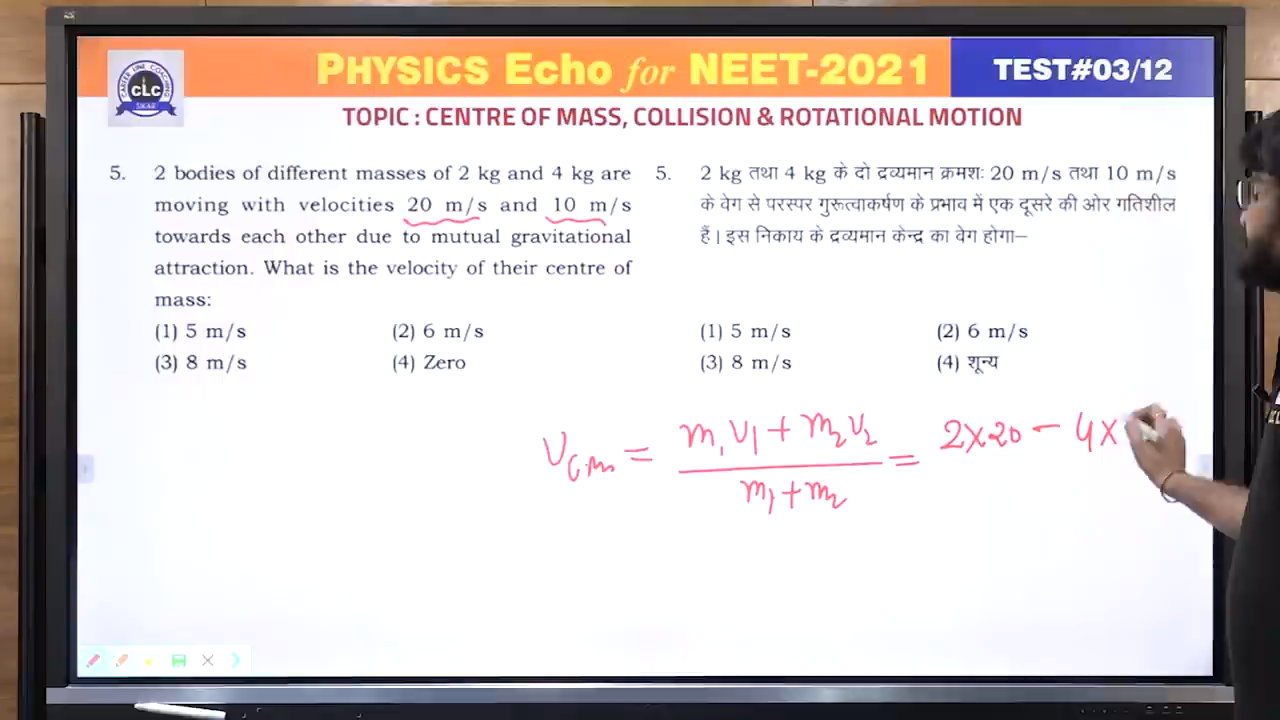 CAREER LINE COACHING
CLC
SIKAR
PHYSICS Echo for NEET-2021
TEST#03/12
TOPIC : CENTRE OF MASS, COLLISION & ROTATIONAL MOTION
5. 2 bodies of different masses of 2 kg and 4 kg are
moving with velocities 20 m/s and 10 m/s
towards each other due to mutual gravitational
attraction. What is the velocity of their centre of
mass:
(1) 5 m/s (2) 6 m/s
(3) 8 m/s (4) Zero
5. 2 kg तथा 4 kg के दो द्रव्यमान क्रमशः 20 m/s तथा 10 m/s
के वेग से परस्पर गुरूत्वाकर्षण के प्रभाव में एक दूसरे की ओर गतिशील
हैं। इस निकाय के द्रव्यमान केन्द्र का वेग होगा–
(1) 5 m/s (2) 6 m/s
(3) 8 m/s (4) शून्य
m₁v₁ + m₂v₂ 2×20 - 4×
v c.m = =
m₁+m₂